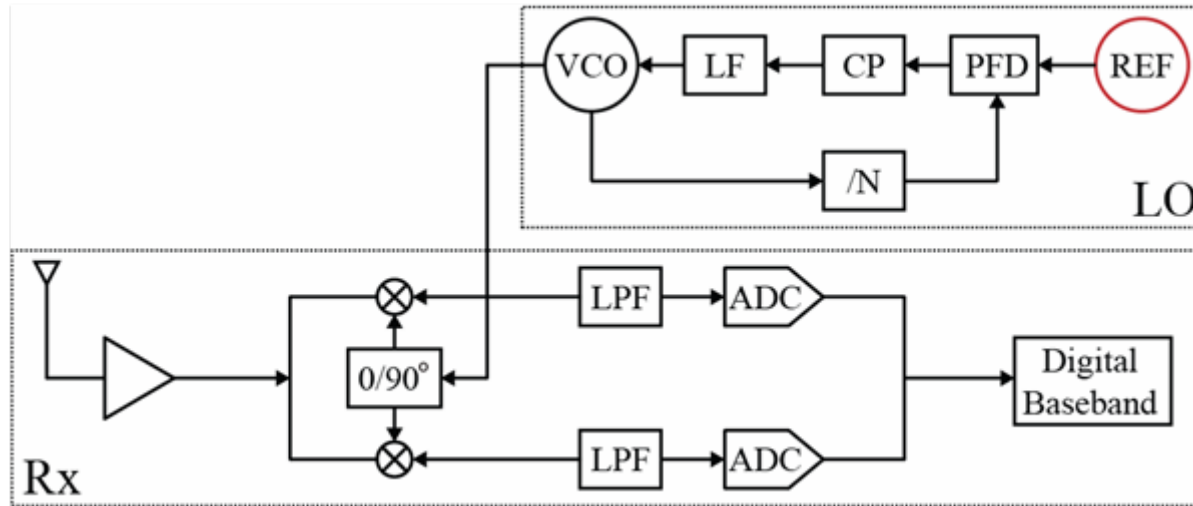 VCO
LF
CP
PFD
REF
/N
LO
LPF
ADC
0/90°
Digital
Baseband
LPF
ADC
Rx